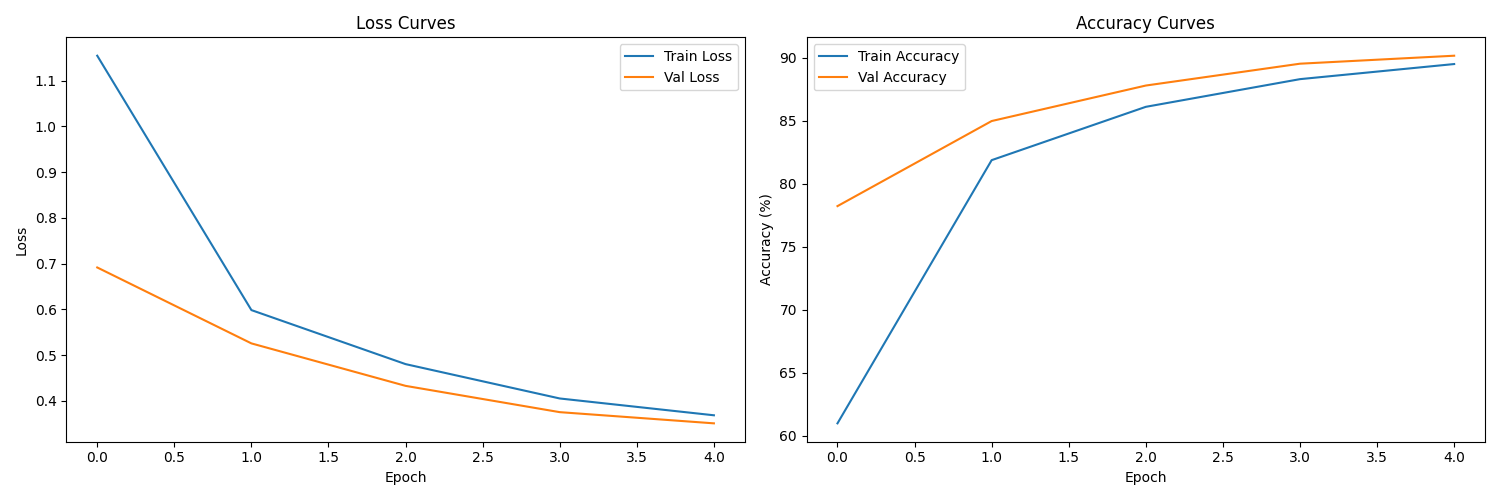 Loss Curves
Train Loss
Val Loss
1.1
1.0
0.9
0.8
0.7
0.6
0.5
0.4
Loss
0.0 0.5 1.0 1.5 2.0 2.5 3.0 3.5 4.0
Epoch
Accuracy Curves
Train Accuracy
Val Accuracy
90
85
80
75
70
65
60
Accuracy (%)
0.0 0.5 1.0 1.5 2.0 2.5 3.0 3.5 4.0
Epoch